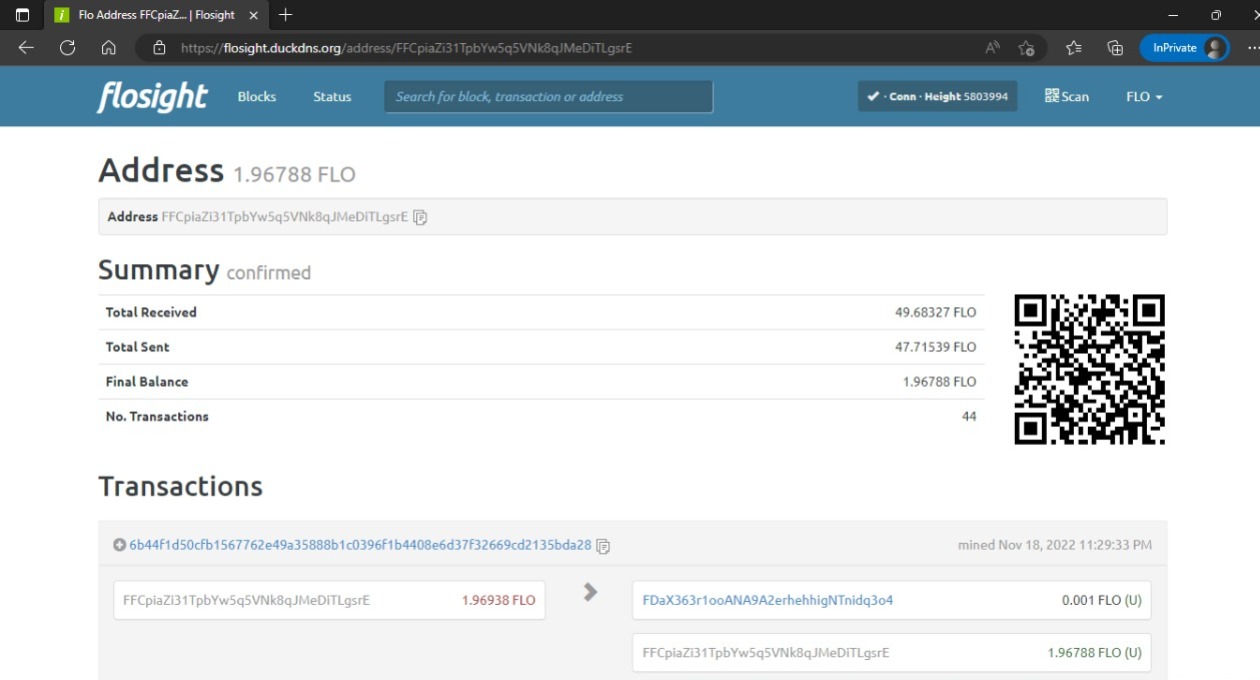 Flo Address FFCpiaZ... | Flosight
https://flosight.duckdns.org/address/FFCpiaZi31TpbYw5q5VNk8qJMeDiTLgsrE
InPrivate
flosight Blocks Status Search for block, transaction or address ✔ · Conn · Height 5803994 Scan FLO
Address 1.96788 FLO
Address FFCpiaZi31TpbYw5q5VNk8qJMeDiTLgsrE
Summary confirmed
Total Received 49.68327 FLO
Total Sent 47.71539 FLO
Final Balance 1.96788 FLO
No. Transactions 44
Transactions
6b44f1d50cfb1567762e49a35888b1c0396f1b4408e6d37f32669cd2135bda28 mined Nov 18, 2022 11:29:33 PM
FFCpiaZi31TpbYw5q5VNk8qJMeDiTLgsrE 1.96938 FLO FDaX363r1ooANA9A2erhehhigNTnidq3o4 0.001 FLO (U)
FFCpiaZi31TpbYw5q5VNk8qJMeDiTLgsrE 1.96788 FLO (U)